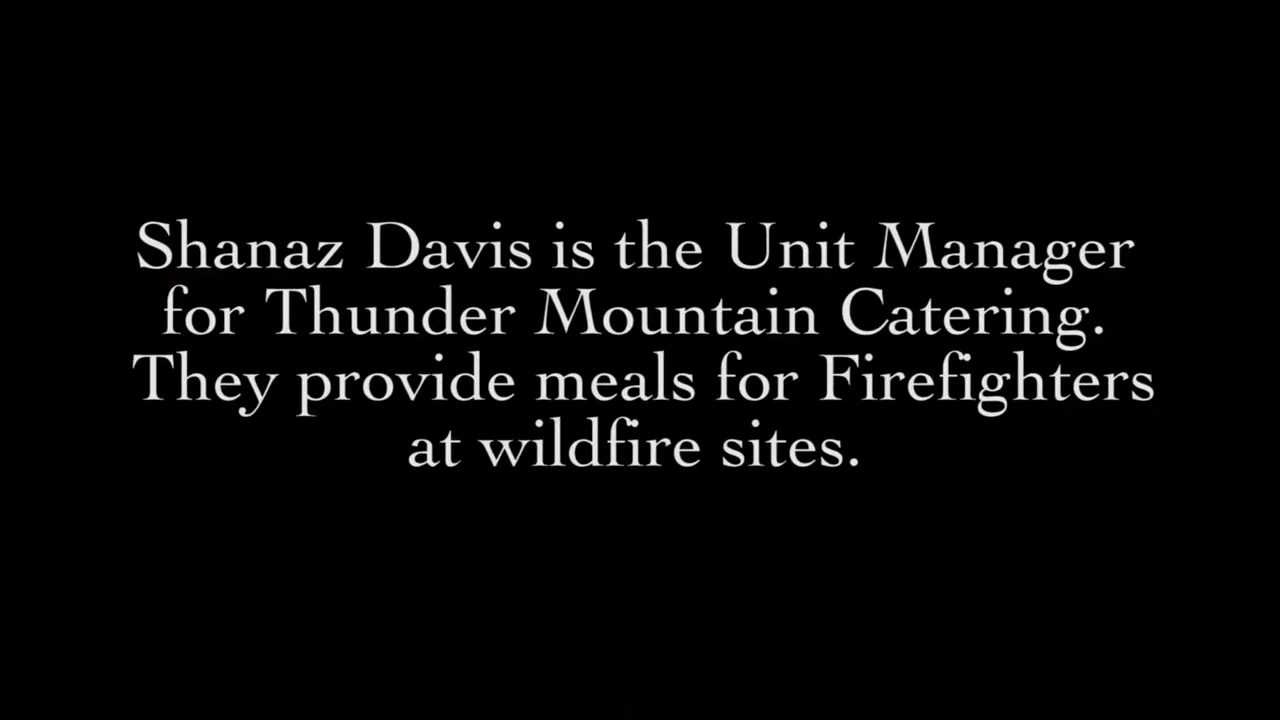 Shanaz Davis is the Unit Manager
for Thunder Mountain Catering.
They provide meals for Firefighters
at wildfire sites.